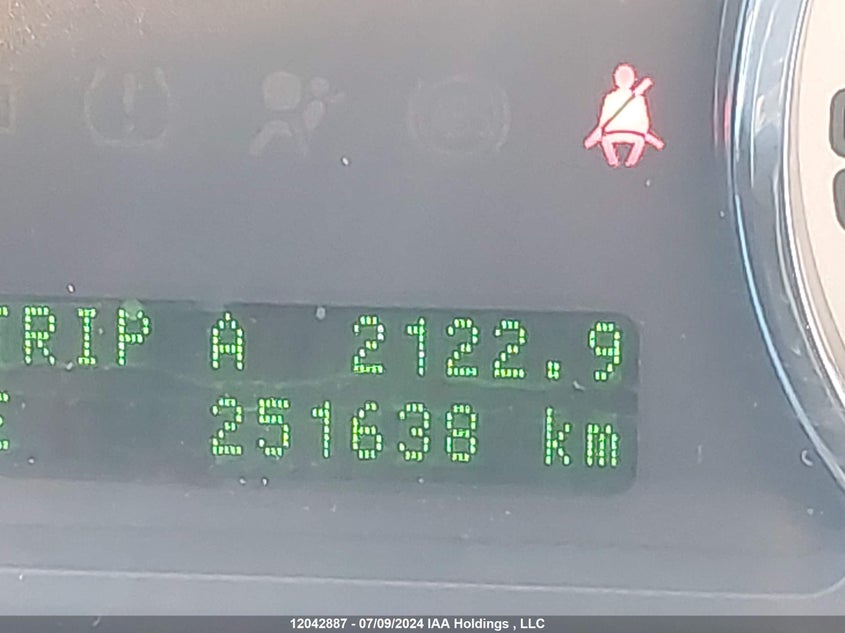 TRIP A 2122.9
251638 km
12042887 - 07/09/2024 IAA Holdings , LLC